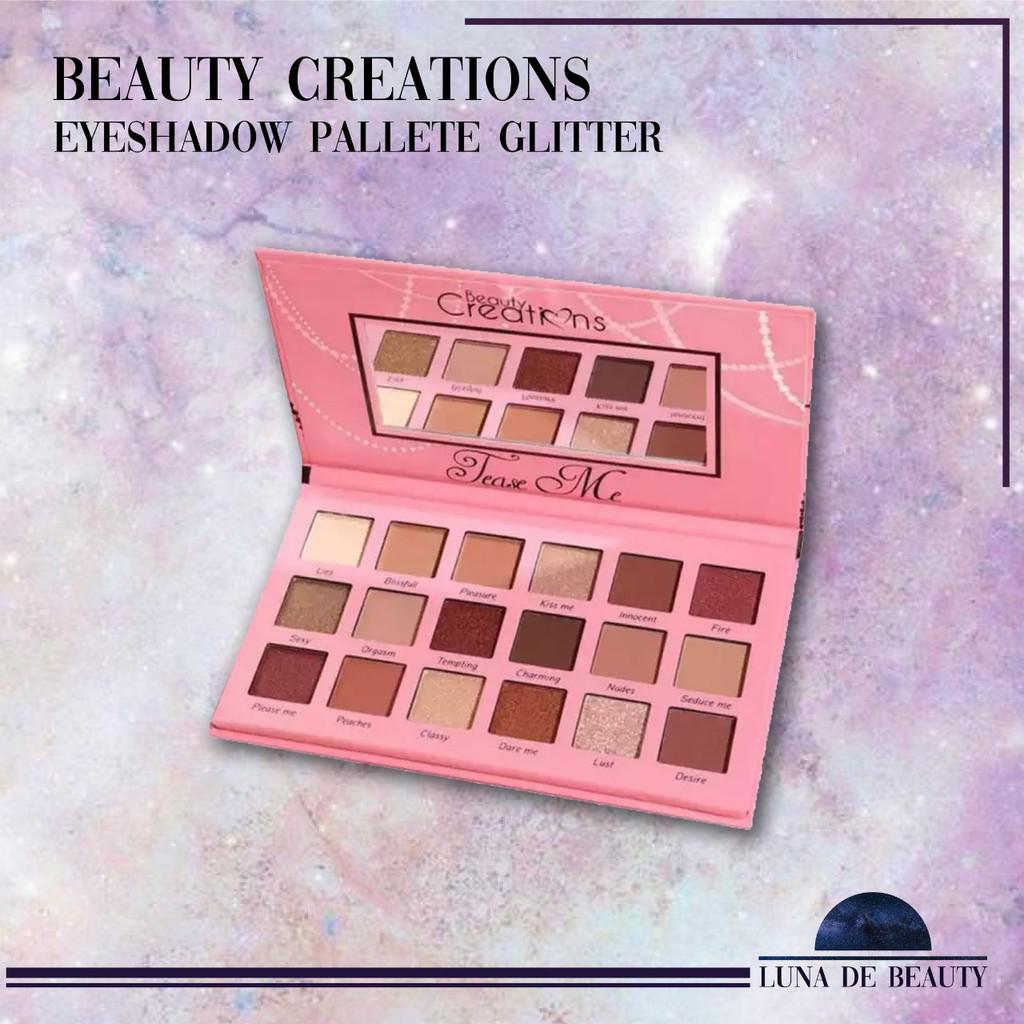 BEAUTY CREATIONS
EYESHADOW PALLETE GLITTER
Beauty
Creations
Tease Me
Lies
Blissfull
Pleasure
Kiss me
Innocent
Fire
Sexy
Orgasm
Tempting
Charming
Nudes
Seduce me
Please me
Peaches
Classy
Dare me
Lust
Desire
LUNA DE BEAUTY